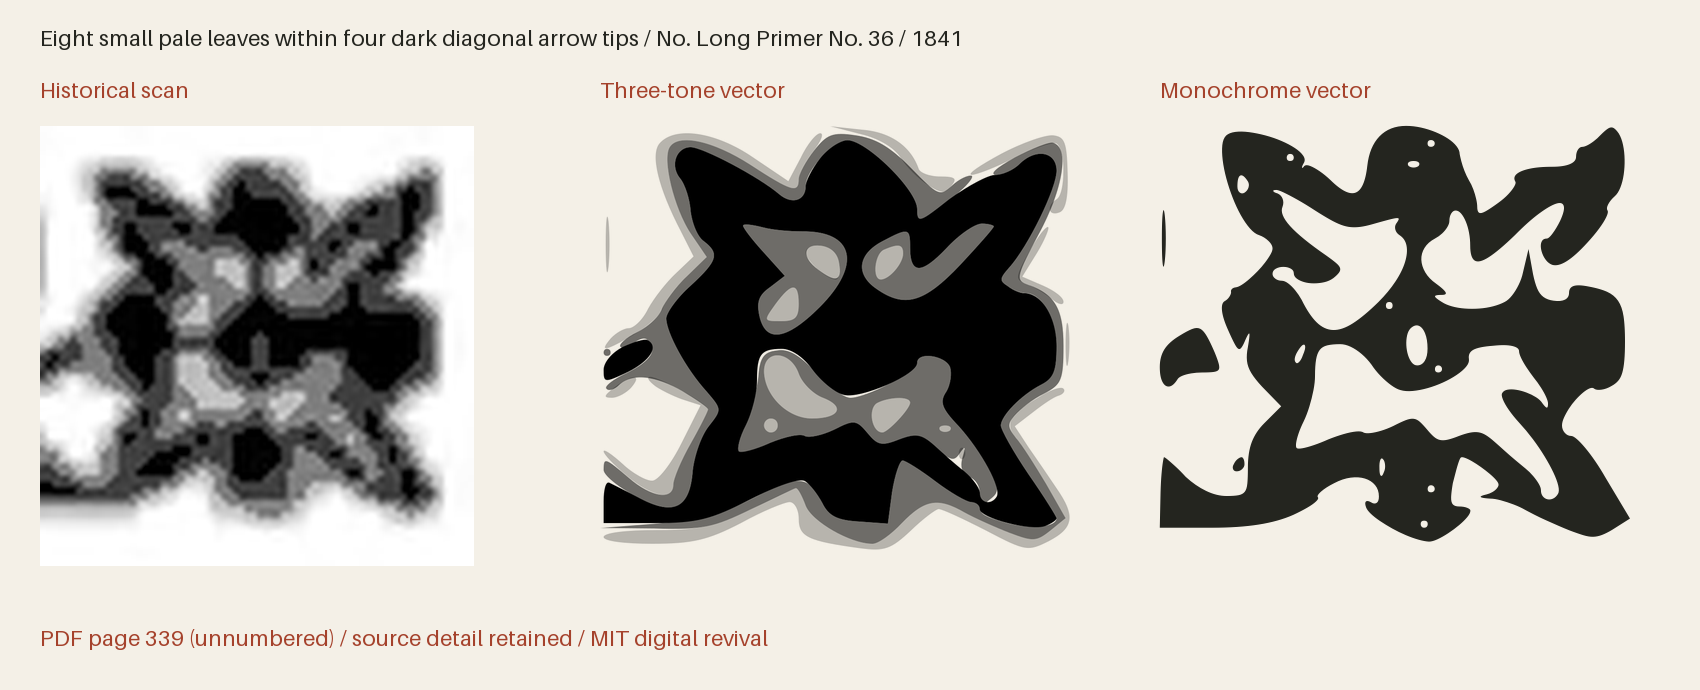 Eight small pale leaves within four dark diagonal arrow tips / No. Long Primer No. 36 / 1841
Historical scan
Three-tone vector
Monochrome vector
PDF page 339 (unnumbered) / source detail retained / MIT digital revival